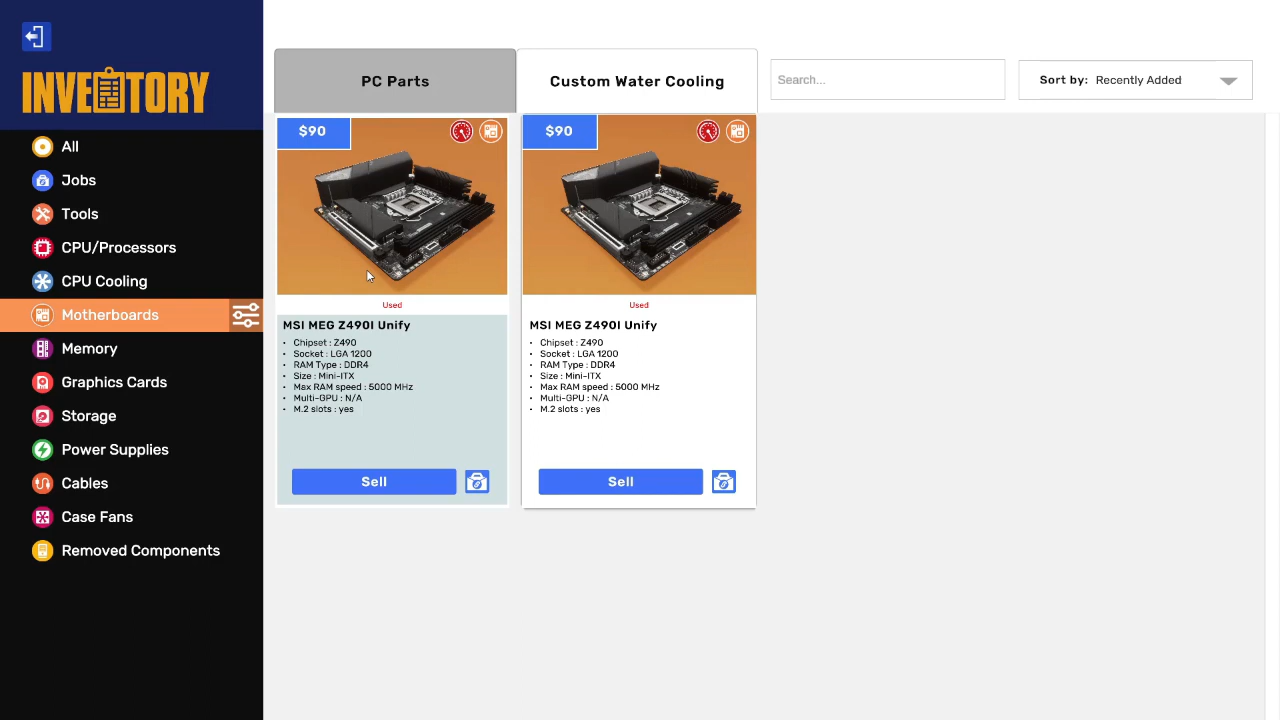 INVENTORY
All
Jobs
Tools
CPU/Processors
CPU Cooling
Motherboards
Memory
Graphics Cards
Storage
Power Supplies
Cables
Case Fans
Removed Components
PC Parts
Custom Water Cooling
Search...
Sort by: Recently Added
$90
Used
MSI MEG Z490I Unify
• Chipset : Z490
• Socket : LGA 1200
• RAM Type : DDR4
• Size : Mini-ITX
• Max RAM speed : 5000 MHz
• Multi-GPU : N/A
• M.2 slots : yes
Sell
$90
Used
MSI MEG Z490I Unify
• Chipset : Z490
• Socket : LGA 1200
• RAM Type : DDR4
• Size : Mini-ITX
• Max RAM speed : 5000 MHz
• Multi-GPU : N/A
• M.2 slots : yes
Sell